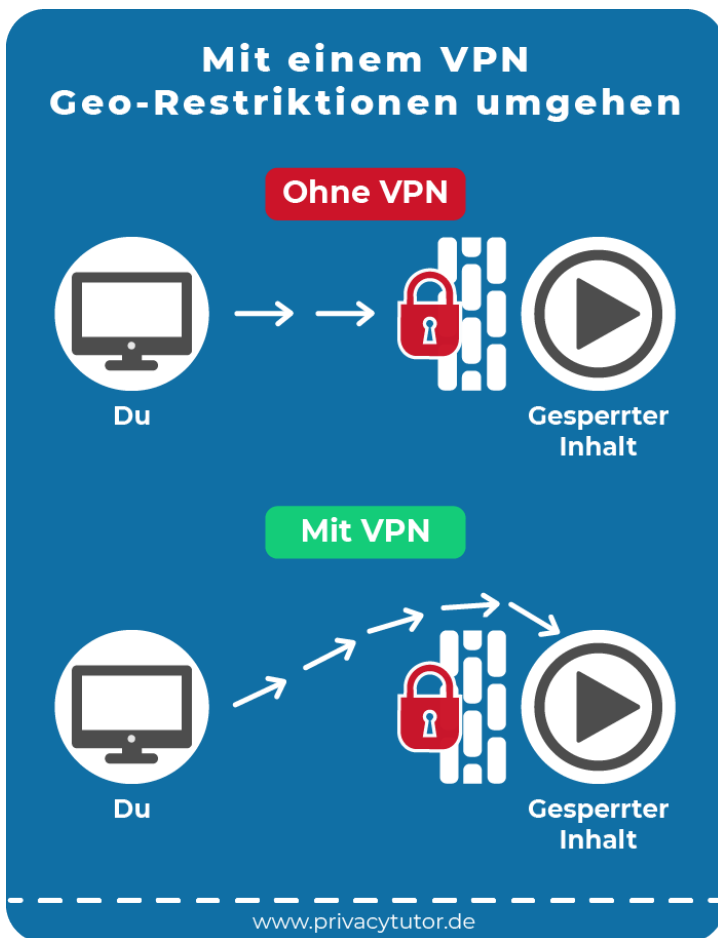 Mit einem VPN
Geo-Restriktionen umgehen
Ohne VPN
Du
Gesperrter
Inhalt
Mit VPN
Du
Gesperrter
Inhalt
www.privacytutor.de